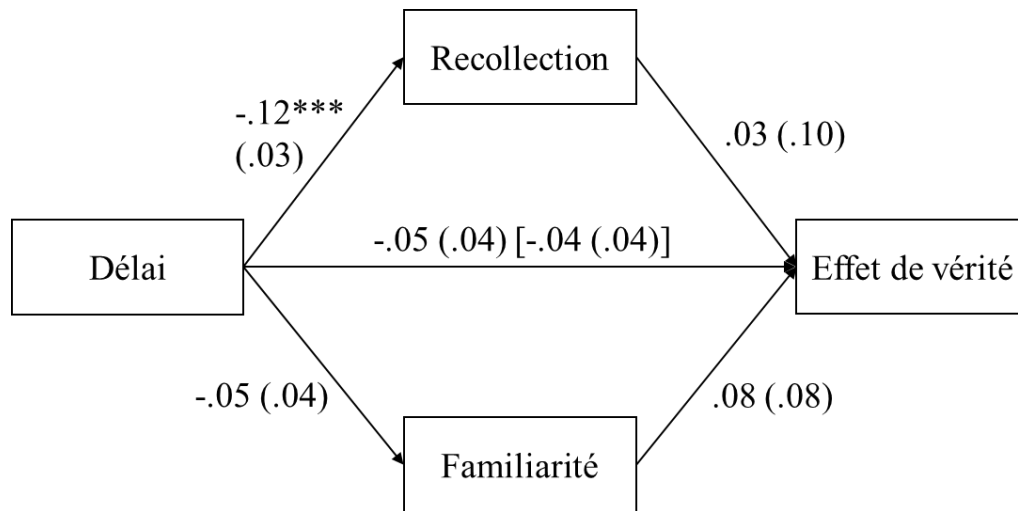 Recollection
-.12***
(.03)
.03 (.10)
-.05 (.04) [-.04 (.04)]
Délai
Effet de vérité
-.05 (.04)
.08 (.08)
Familiarité